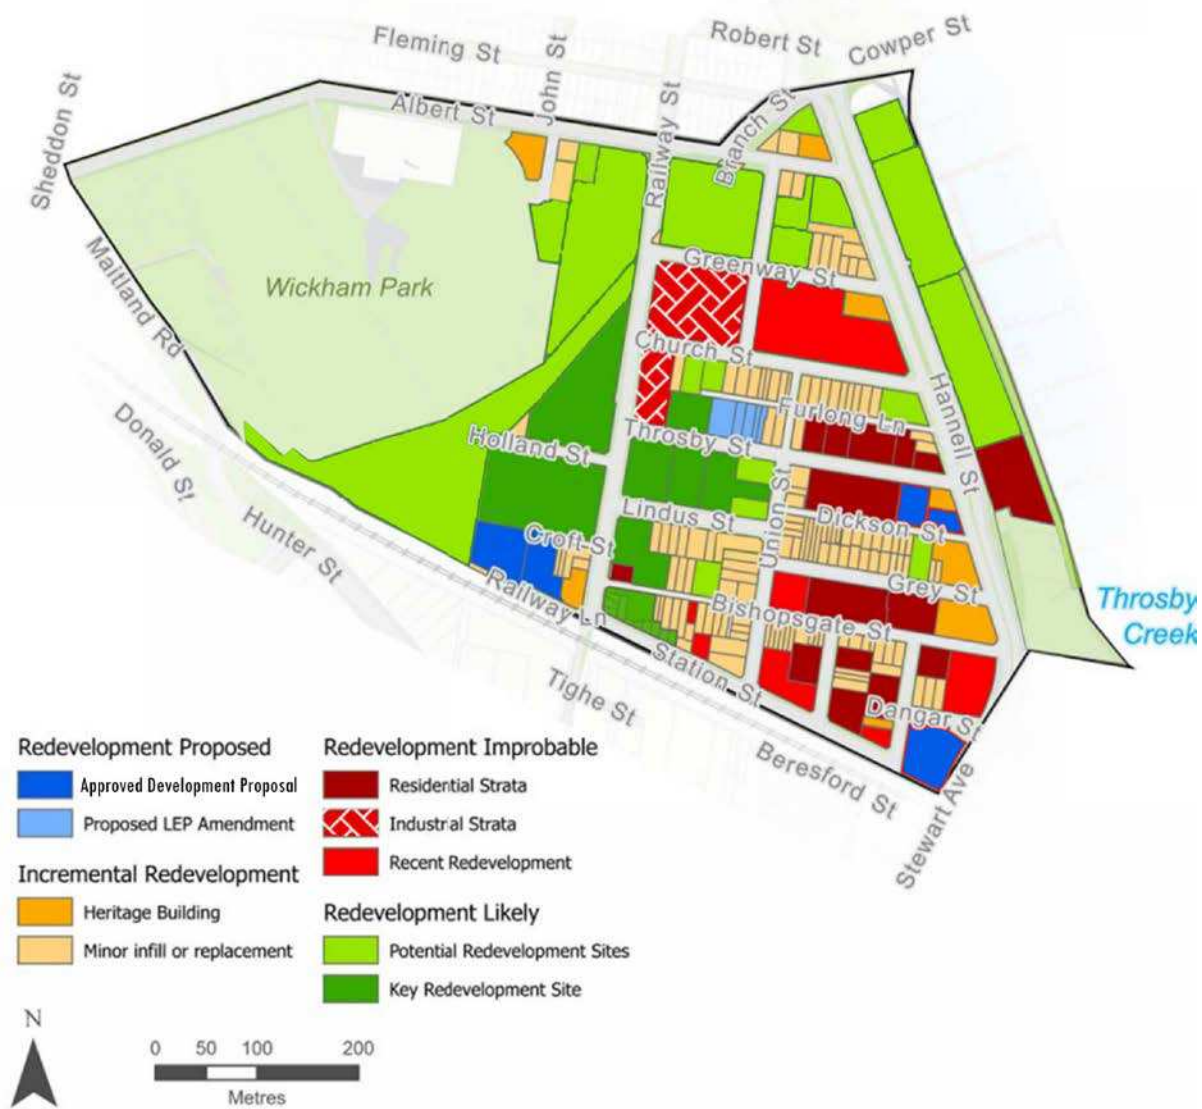 Fleming St
John St
Robert St
Cowper St
Sheddon St
Albert St
Railway St
Branch St
Maitland Rd
Wickham Park
Greenway St
Church St
Hannell St
Furlong Ln
Donald St
Holland St
Throsby St
Hunter St
Lindus St
Union St
Dickson St
Croft St
Grey St
Railway Ln
Bishopsgate St
Throsby
Creek
Station St
Tighe St
Dangar St
Beresford St
Stewart Ave
Redevelopment Proposed
Approved Development Proposal
Proposed LEP Amendment
Incremental Redevelopment
Heritage Building
Minor infill or replacement
Redevelopment Improbable
Residential Strata
Industrial Strata
Recent Redevelopment
Redevelopment Likely
Potential Redevelopment Sites
Key Redevelopment Site
N
0 50 100 200
Metres